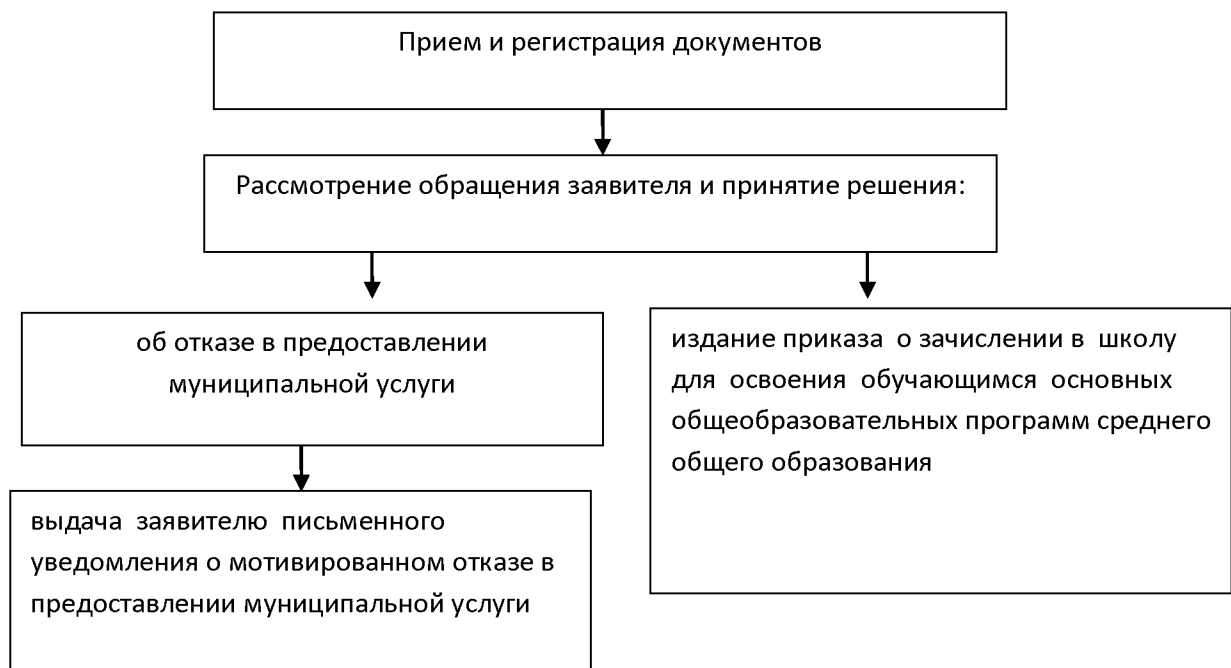 Прием и регистрация документов
Рассмотрение обращения заявителя и принятие решения:
об отказе в предоставлении
муниципальной услуги
издание приказа о зачислении в школу
для освоения обучающимся основных
общеобразовательных программ среднего
общего образования
выдача заявителю письменного
уведомления о мотивированном отказе в
предоставлении муниципальной услуги